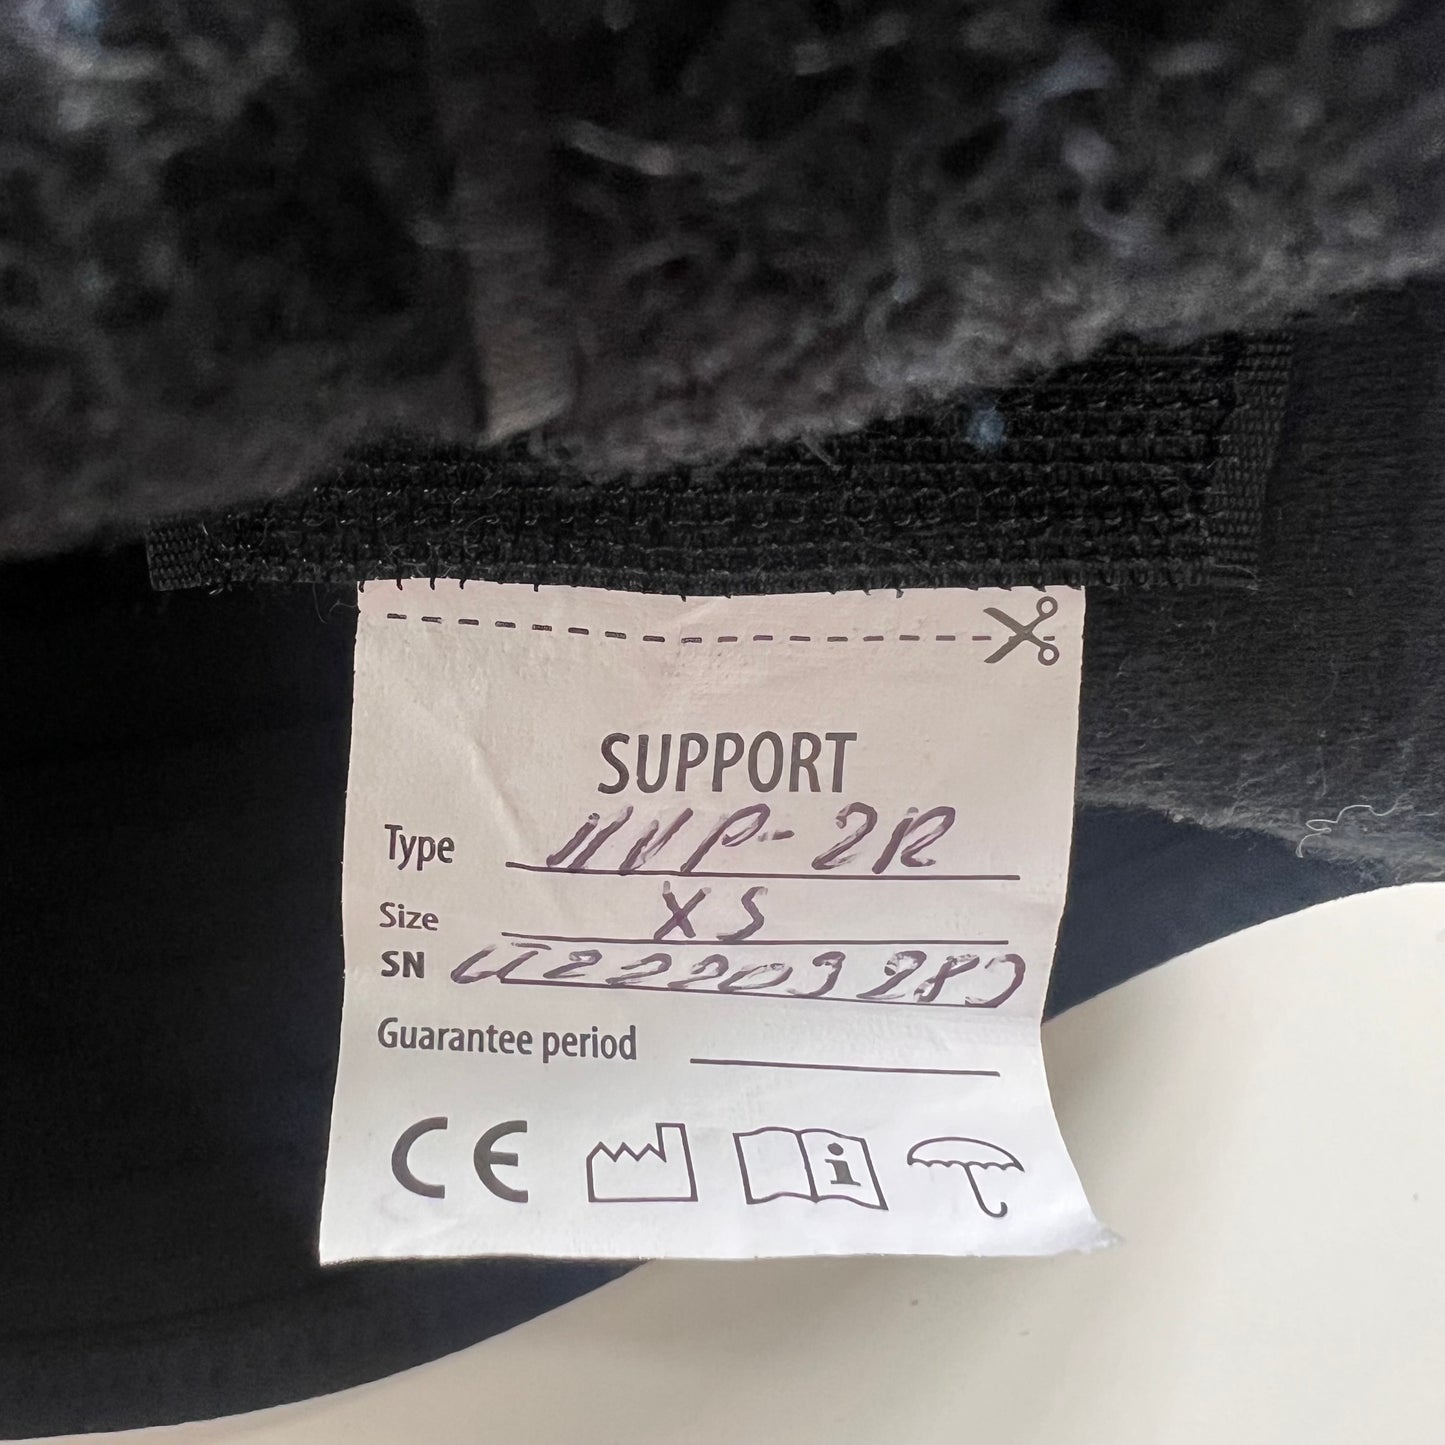 SUPPORT
Type
Size XS
SN
Guarantee period
CE
i